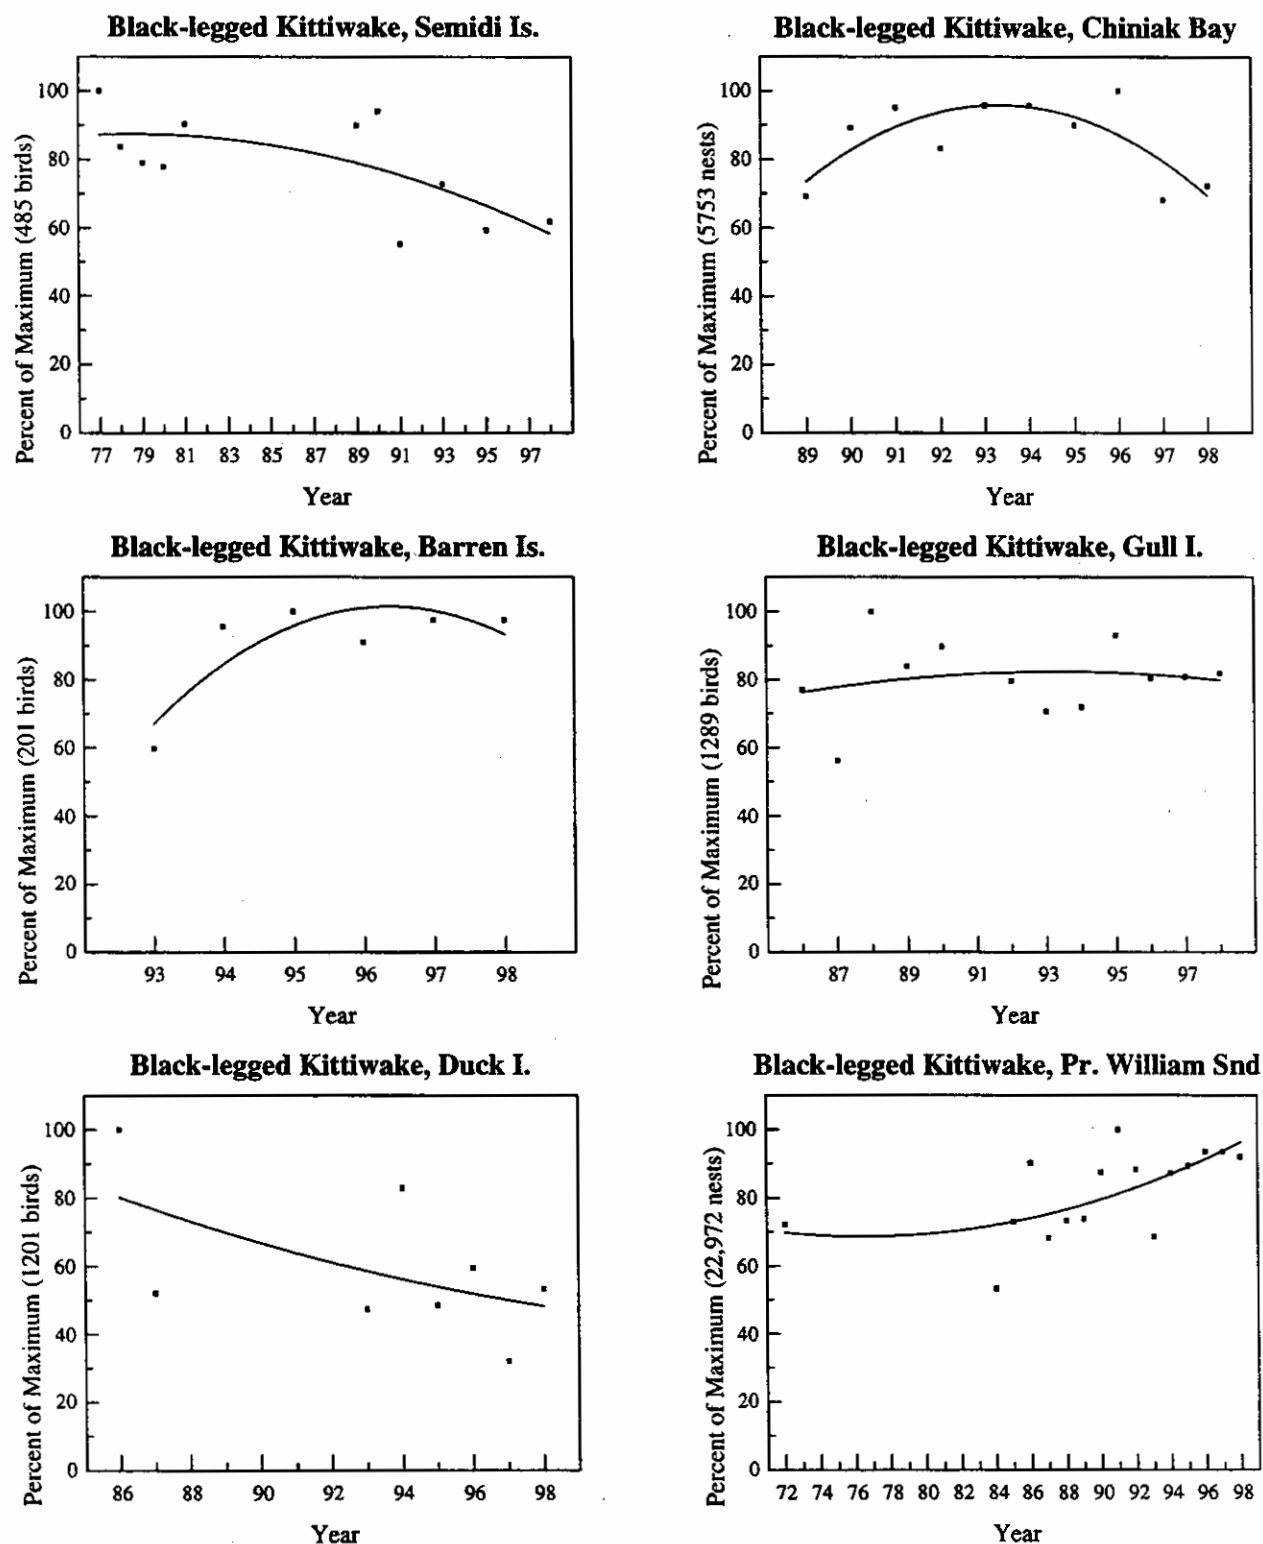 Black-legged Kittiwake, Semidi Is.
Percent of Maximum (485 birds)
100
80
60
40
20
0
77 79 81 83 85 87 89 91 93 95 97
Year
Black-legged Kittiwake, Chiniak Bay
Percent of Maximum (5753 nests)
100
80
60
40
20
0
89 90 91 92 93 94 95 96 97 98
Year
Black-legged Kittiwake, Barren Is.
Percent of Maximum (201 birds)
100
80
60
40
20
0
93 94 95 96 97 98
Year
Black-legged Kittiwake, Gull I.
Percent of Maximum (1289 birds)
100
80
60
40
20
0
87 89 91 93 95 97
Year
Black-legged Kittiwake, Duck I.
Percent of Maximum (1201 birds)
100
80
60
40
20
0
86 88 90 92 94 96 98
Year
Black-legged Kittiwake, Pr. William Snd
Percent of Maximum (22,972 nests)
100
80
60
40
20
0
72 74 76 78 80 82 84 86 88 90 92 94 96 98
Year